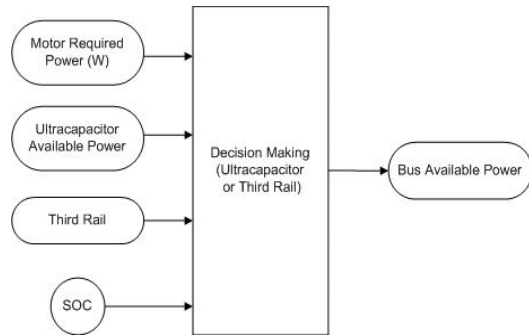 Motor Required
Power (W)
Ultracapacitor
Available Power
Third Rail
SOC
Decision Making
(Ultracapacitor
or Third Rail)
Bus Available Power